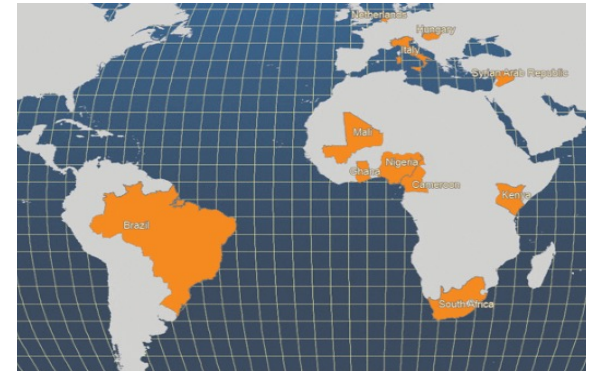 Netherlands
Hungary
Italy
Syrian Arab Republic
Mali
Nigeria
Ghana
Cameroon
Kenya
Brazil
South Africa